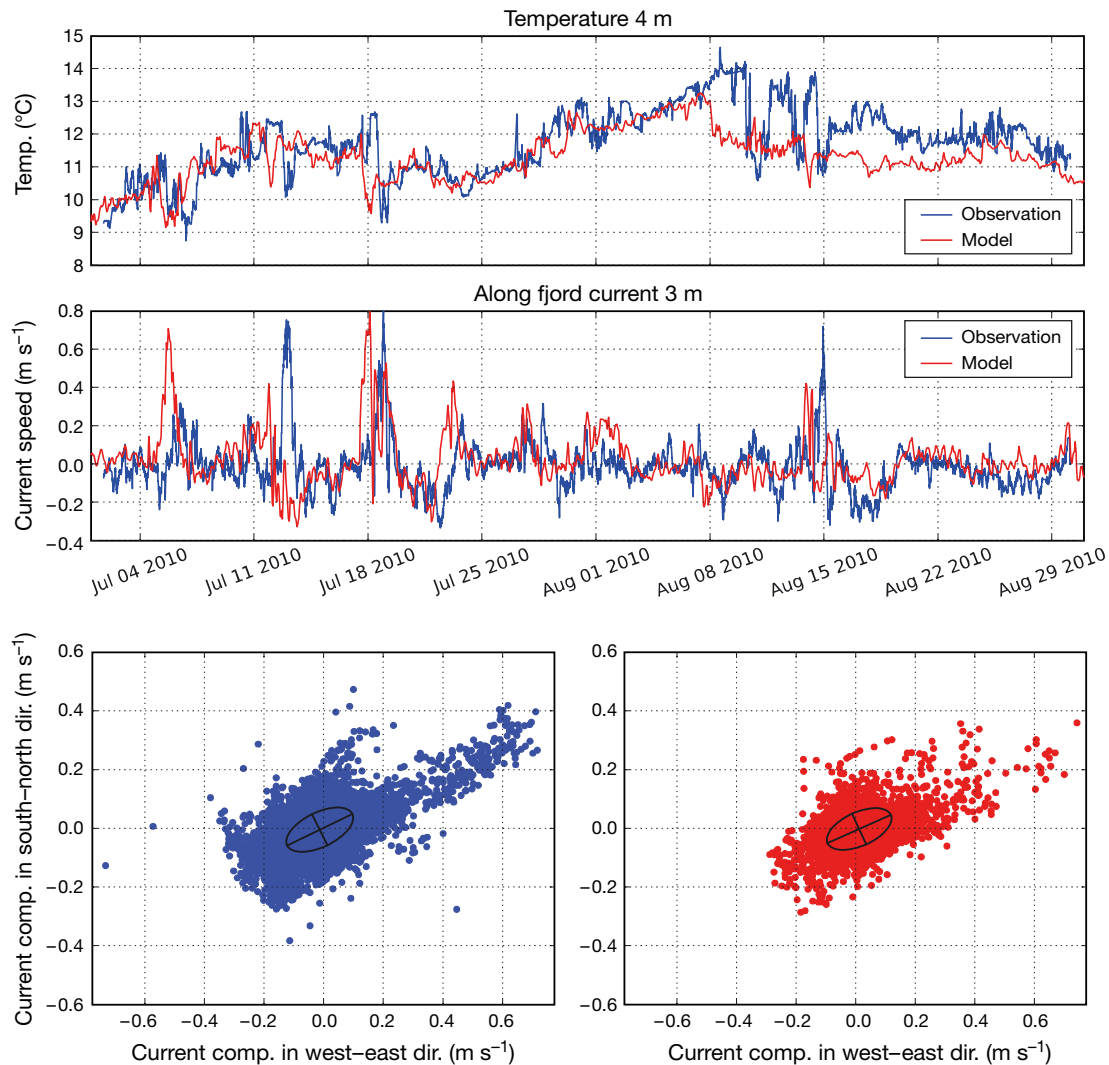 Temperature 4 m
Temp. (°C)
15
14
13
12
11
10
9
8
Observation
Model
Along fjord current 3 m
Current speed (m s⁻¹)
0.8
0.6
0.4
0.2
0.0
−0.2
−0.4
Observation
Model
Jul 04 2010
Jul 11 2010
Jul 18 2010
Jul 25 2010
Aug 01 2010
Aug 08 2010
Aug 15 2010
Aug 22 2010
Aug 29 2010
Current comp. in south–north dir. (m s⁻¹)
0.6
0.4
0.2
0.0
−0.2
−0.4
−0.6
−0.6 −0.4 −0.2 0.0 0.2 0.4 0.6
Current comp. in west–east dir. (m s⁻¹)
0.6
0.4
0.2
0.0
−0.2
−0.4
−0.6
−0.6 −0.4 −0.2 0.0 0.2 0.4 0.6
Current comp. in west–east dir. (m s⁻¹)